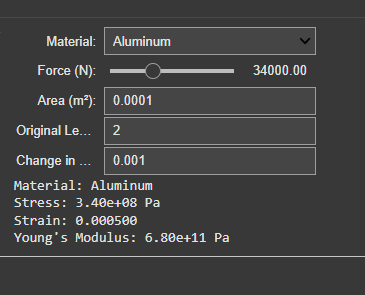 Material: Aluminum
Force (N): 34000.00
Area (m²): 0.0001
Original Le... 2
Change in ... 0.001
Material: Aluminum
Stress: 3.40e+08 Pa
Strain: 0.000500
Young's Modulus: 6.80e+11 Pa